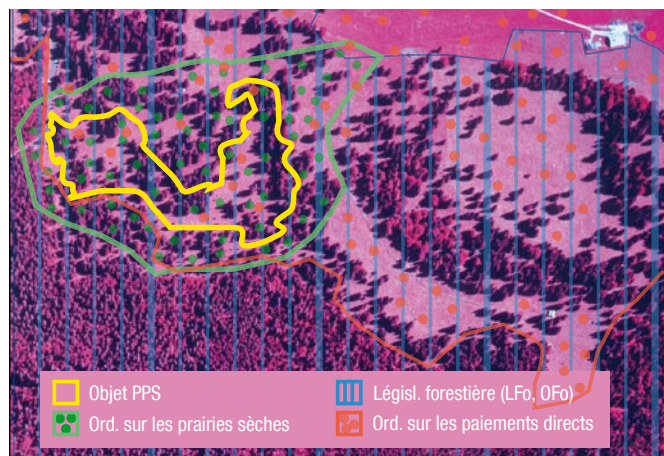 Objet PPS
Ord. sur les prairies sèches
Législ. forestière (LFo, OFo)
Ord. sur les paiements directs